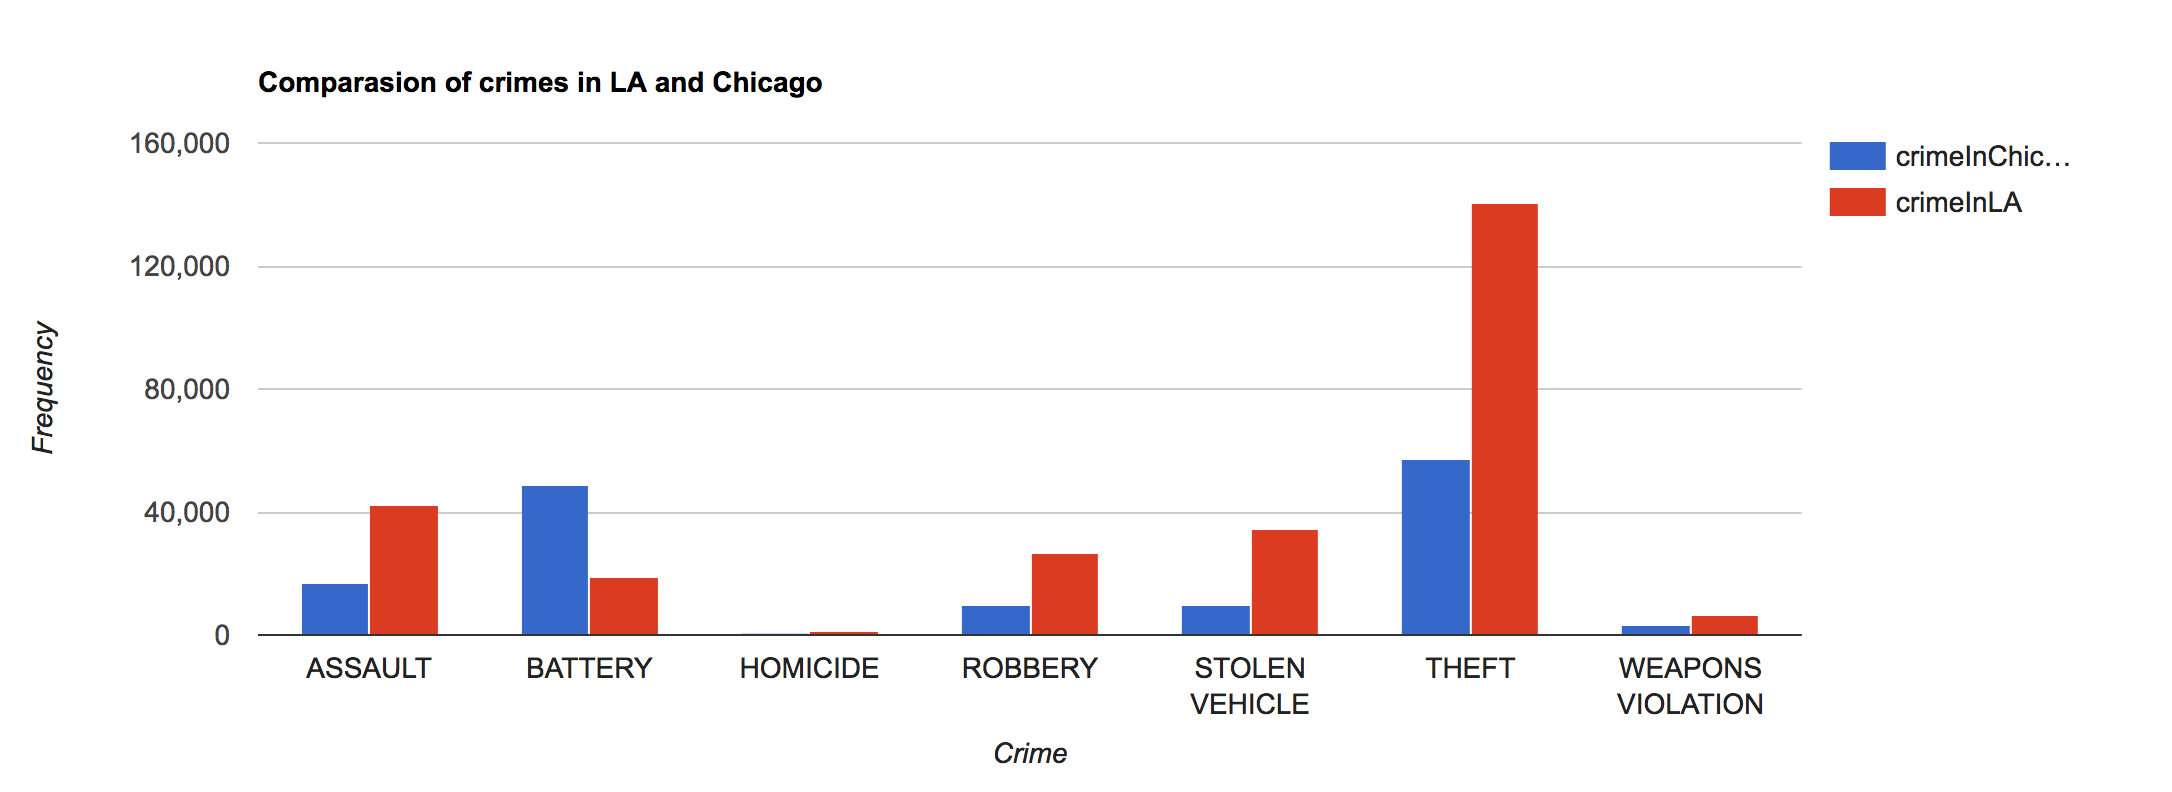 Comparasion of crimes in LA and Chicago
160,000
120,000
80,000
40,000
0
Frequency
crimeInChic…
crimeInLA
ASSAULT
BATTERY
HOMICIDE
ROBBERY
STOLEN
VEHICLE
THEFT
WEAPONS
VIOLATION
Crime